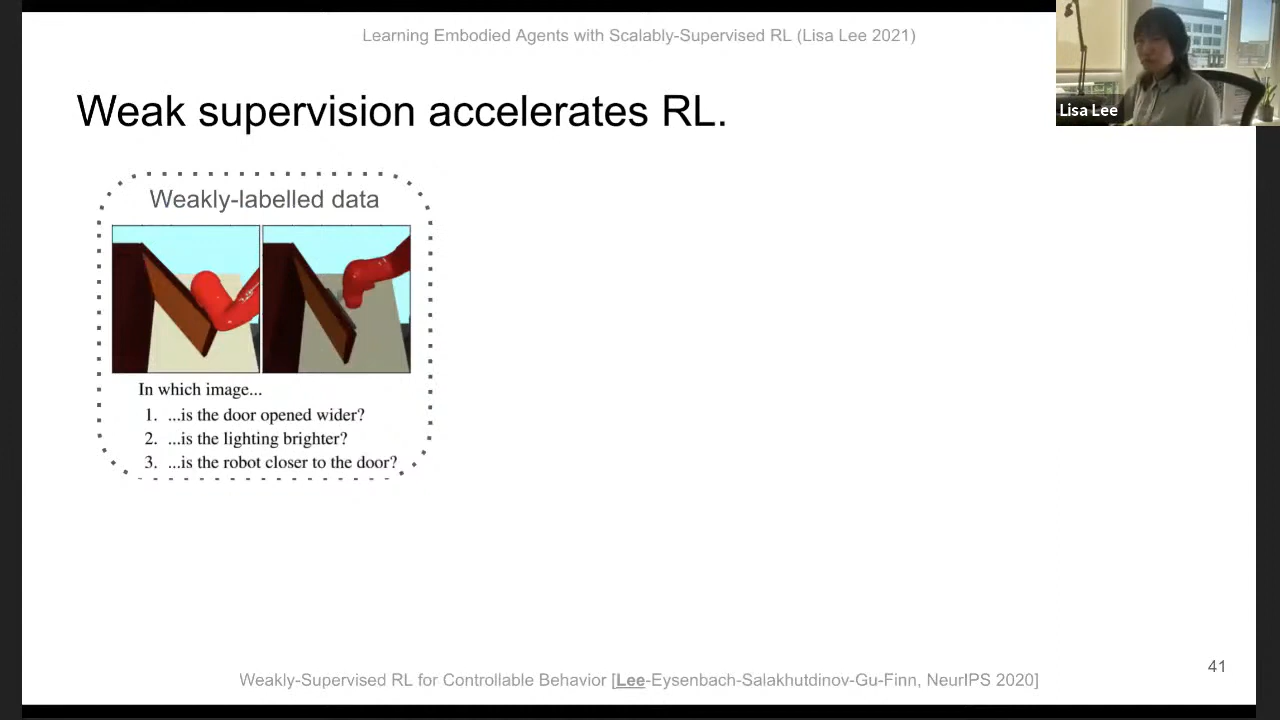 Learning Embodied Agents with Scalably-Supervised RL (Lisa Lee 2021)
Lisa Lee
Weak supervision accelerates RL.
Weakly-labelled data
In which image...
1. ...is the door opened wider?
2. ...is the lighting brighter?
3. ...is the robot closer to the door?
41
Weakly-Supervised RL for Controllable Behavior [Lee-Eysenbach-Salakhutdinov-Gu-Finn, NeurIPS 2020]